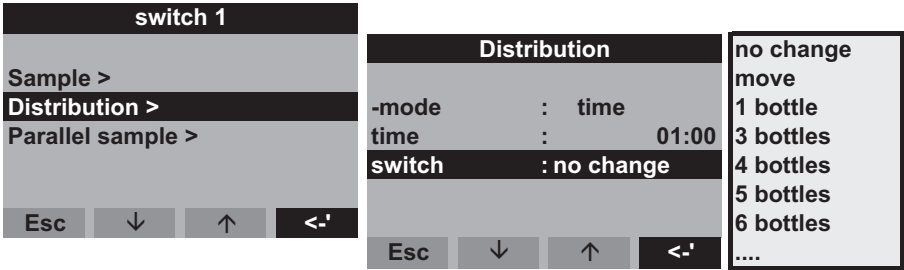 switch 1
Sample >
Distribution >
Parallel sample >
Esc ↓ ↑ <-'
Distribution
-mode : time
time : 01:00
switch : no change
Esc ↓ ↑ <-'
no change
move
1 bottle
3 bottles
4 bottles
5 bottles
6 bottles
....